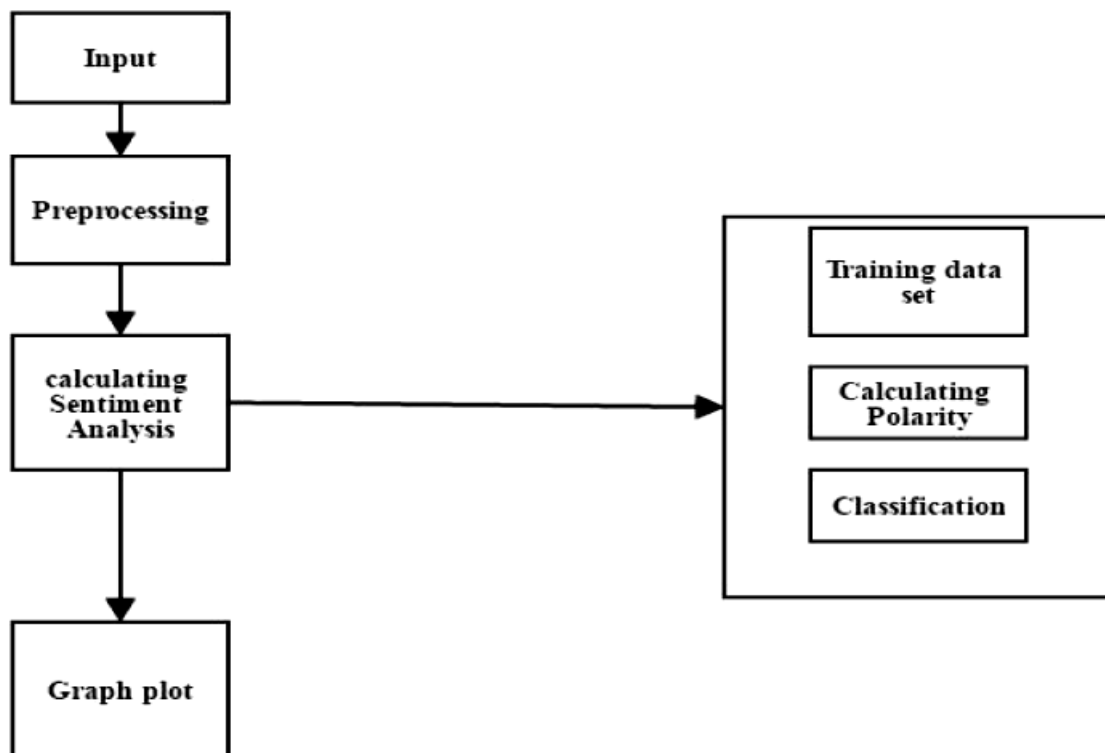 Input
Preprocessing
calculating
Sentiment
Analysis
Graph plot
Training data
set
Calculating
Polarity
Classification